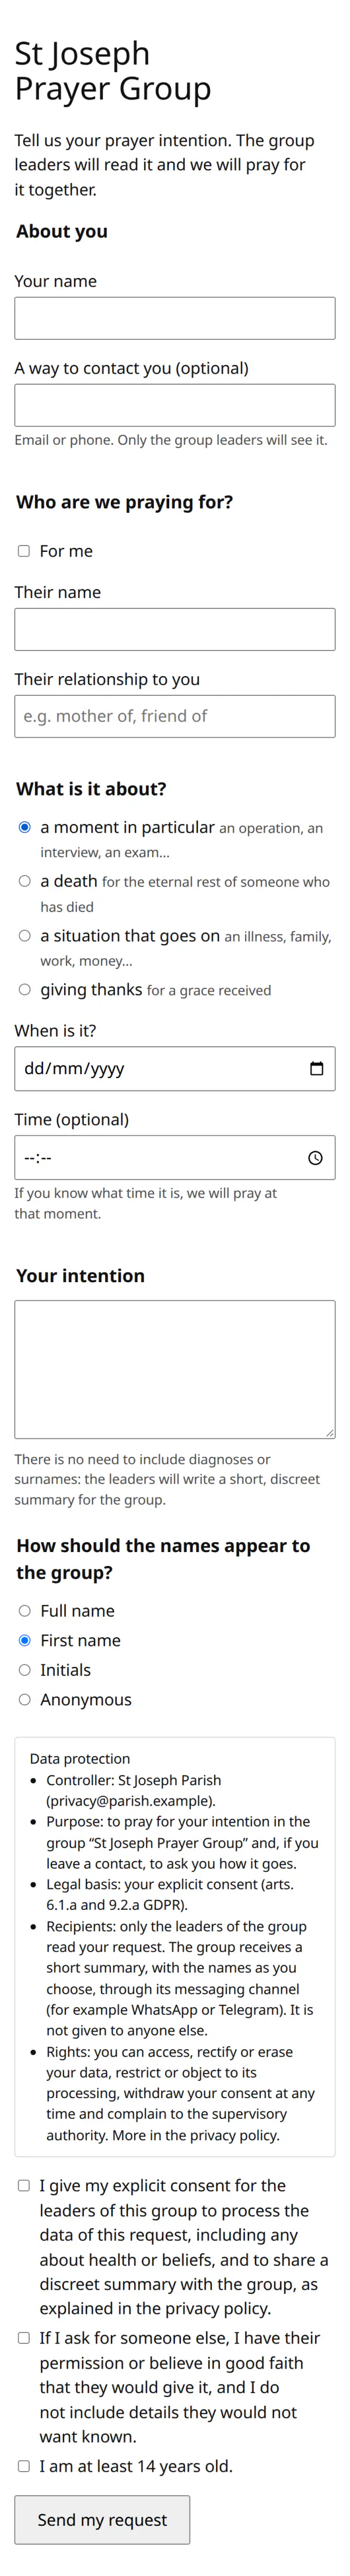 St Joseph
Prayer Group
Tell us your prayer intention. The group
leaders will read it and we will pray for
it together.
About you
Your name
A way to contact you (optional)
Email or phone. Only the group leaders will see it.
Who are we praying for?
For me
Their name
Their relationship to you
e.g. mother of, friend of
What is it about?
a moment in particular an operation, an
interview, an exam...
a death for the eternal rest of someone who
has died
a situation that goes on an illness, family,
work, money...
giving thanks for a grace received
When is it?
dd/mm/yyyy
Time (optional)
--:--
If you know what time it is, we will pray at
that moment.
Your intention
There is no need to include diagnoses or
surnames: the leaders will write a short, discreet
summary for the group.
How should the names appear to
the group?
Full name
First name
Initials
Anonymous
Data protection
• Controller: St Joseph Parish
(privacy@parish.example).
• Purpose: to pray for your intention in the
group “St Joseph Prayer Group” and, if you
leave a contact, to ask you how it goes.
• Legal basis: your explicit consent (arts.
6.1.a and 9.2.a GDPR).
• Recipients: only the leaders of the group
read your request. The group receives a
short summary, with the names as you
choose, through its messaging channel
(for example WhatsApp or Telegram). It is
not given to anyone else.
• Rights: you can access, rectify or erase
your data, restrict or object to its
processing, withdraw your consent at any
time and complain to the supervisory
authority. More in the privacy policy.
I give my explicit consent for the
leaders of this group to process the
data of this request, including any
about health or beliefs, and to share a
discreet summary with the group, as
explained in the privacy policy.
If I ask for someone else, I have their
permission or believe in good faith
that they would give it, and I do
not include details they would not
want known.
I am at least 14 years old.
Send my request